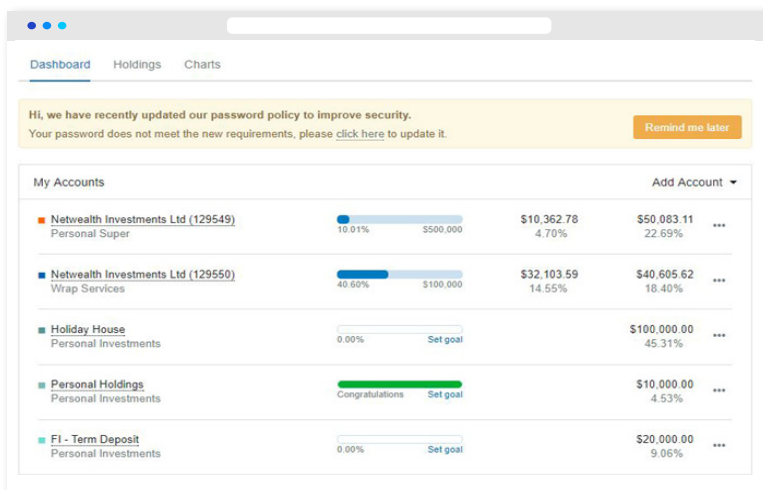 Dashboard Holdings Charts
Hi, we have recently updated our password policy to improve security.
Your password does not meet the new requirements, please click here to update it.
Remind me later
My Accounts Add Account
Netwealth Investments Ltd (129549) $10,362.78 $50,083.11
Personal Super 10.01% $500,000 4.70% 22.69%
Netwealth Investments Ltd (129550) $32,103.59 $40,605.62
Wrap Services 40.60% $100,000 14.55% 18.40%
Holiday House $100,000.00
Personal Investments 0.00% Set goal 45.31%
Personal Holdings $10,000.00
Personal Investments Congratulations Set goal 4.53%
FI - Term Deposit $20,000.00
Personal Investments 0.00% Set goal 9.06%